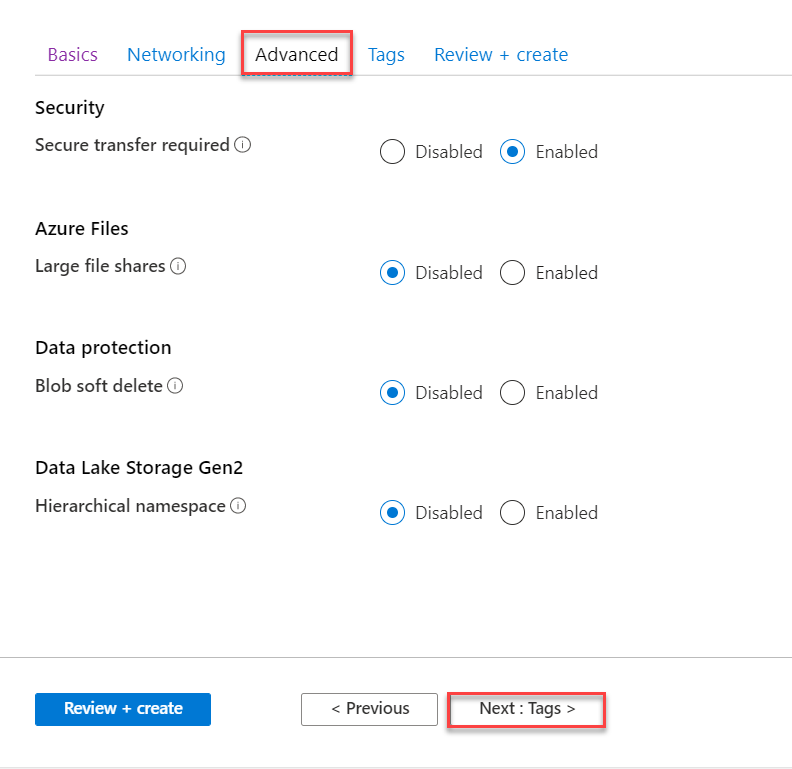 Basics Networking Advanced Tags Review + create
Security
Secure transfer required Disabled Enabled
Azure Files
Large file shares Disabled Enabled
Data protection
Blob soft delete Disabled Enabled
Data Lake Storage Gen2
Hierarchical namespace Disabled Enabled
Review + create < Previous Next : Tags >